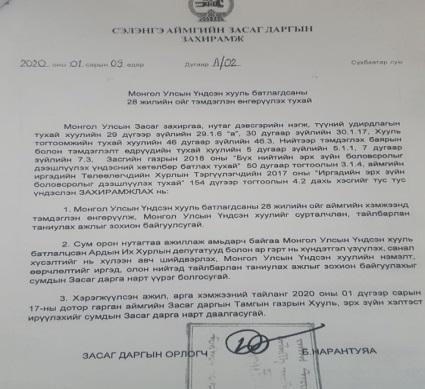 СЭЛЭНГЭ АЙМГИЙН ЗАСАГ ДАРГЫН
ЗАХИРАМЖ
2020 оны 01 сарын 09 өдөр Дугаар А/02 Сүхбаатар сум
Монгол Улсын Үндсэн хууль батлагдсаны
28 жилийн ойг тэмдэглэн өнгөрүүлэх тухай
Монгол Улсын Засаг захиргаа, нутаг дэвсгэрийн нэгж, түүний удирдлагын
тухай хуулийн 29 дүгээр зүйлийн 29.1.6 "а", 30 дугаар зүйлийн 30.1.17, Хууль
тогтоомжийн тухай хуулийн 46 дугаар зүйлийн 46.3, Нийтээр тэмдэглэх баярын
болон тэмдэглэлт өдрүүдийн тухай хуулийн 5 дугаар зүйлийн 5.1.1, 7 дугаар
зүйлийн 7.3, Засгийн газрын 2018 оны "Бүх нийтийн эрх зүйн боловсролыг
дээшлүүлэх үндэсний хөтөлбөр батлах тухай" 50 дугаар тогтоолын 3.1.4, аймгийн
иргэдийн Төлөөлөгчдийн Хурлын Тэргүүлэгчдийн 2017 оны "Иргэдийн эрх зүйн
боловсролыг дээшлүүлэх тухай" 154 дүгээр тогтоолын 4.2 дахь хэсгийг тус тус
үндэслэн ЗАХИРАМЖЛАХ нь:
1. Монгол Улсын Үндсэн хууль батлагдсаны 28 жилийн ойг аймгийн хэмжээнд
тэмдэглэн өнгөрүүлж, Монгол Улсын Үндсэн хуулийг сурталчлан, тайлбарлан
таниулах ажлыг зохион байгуулсугай.
2. Сум орон нутагтаа ажиллаж амьдарч байгаа Монгол Улсын Үндсэн хууль
баталсан Ардын Их Хурлын депутатууд болон ар гэрт нь хүндэтгэл үзүүлэх, санал
хүсэлтийг нь хүлээн авч шийдвэрлэх, Монгол Улсын Үндсэн хуулийн нэмэлт,
өөрчлөлтийг иргэд, олон нийтэд тайлбарлан таниулах ажлыг зохион байгуулахыг
сумдын Засаг дарга нарт үүрэг болгосугай.
3. Хэрэгжүүлсэн ажил, арга хэмжээний тайланг 2020 оны 01 дүгээр сарын
17-ны дотор гарган аймгийн Засаг даргын Тамгын газрын Хууль, эрх зүйн хэлтэст
ирүүлэхийг сумдын Засаг дарга нарт даалгасугай.
ЗАСАГ ДАРГЫН ОРЛОГЧ Б.НАРАНТУЯА